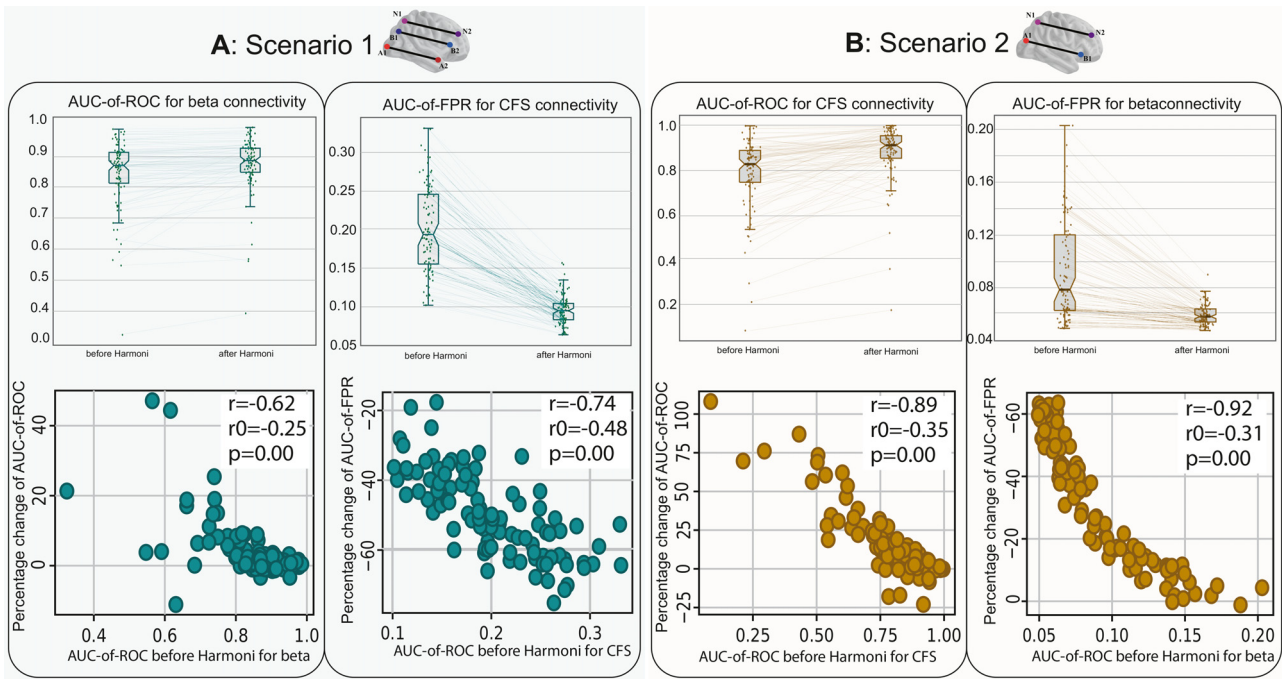 A: Scenario 1
N1
B1
A1
N2
B2
A2
AUC-of-ROC for beta connectivity
1.0
0.9
0.8
0.7
0.6
0.5
0.4
0.0
before Harmoni
after Harmoni
AUC-of-FPR for CFS connectivity
0.30
0.25
0.20
0.15
0.10
0.05
before Harmoni
after Harmoni
Percentage change of AUC-of-ROC
40
20
0
r=-0.62
r0=-0.25
p=0.00
0.4
0.6
0.8
1.0
AUC-of-ROC before Harmoni for beta
Percentage change of AUC-of-FPR
-20
-40
-60
r=-0.74
r0=-0.48
p=0.00
0.1
0.2
0.3
AUC-of-ROC before Harmoni for CFS
B: Scenario 2
N1
A1
N2
B1
AUC-of-ROC for CFS connectivity
1.0
0.8
0.6
0.4
0.2
before Harmoni
after Harmoni
AUC-of-FPR for betaconnectivity
0.20
0.16
0.12
0.08
0.04
before Harmoni
after Harmoni
Percentage change of AUC-of-ROC
100
75
50
25
0
-25
r=-0.89
r0=-0.35
p=0.00
0.25
0.50
0.75
1.00
AUC-of-ROC before Harmoni for CFS
Percentage change of AUC-of-FPR
-60
-40
-20
0
r=-0.92
r0=-0.31
p=0.00
0.05
0.10
0.15
0.20
AUC-of-ROC before Harmoni for beta